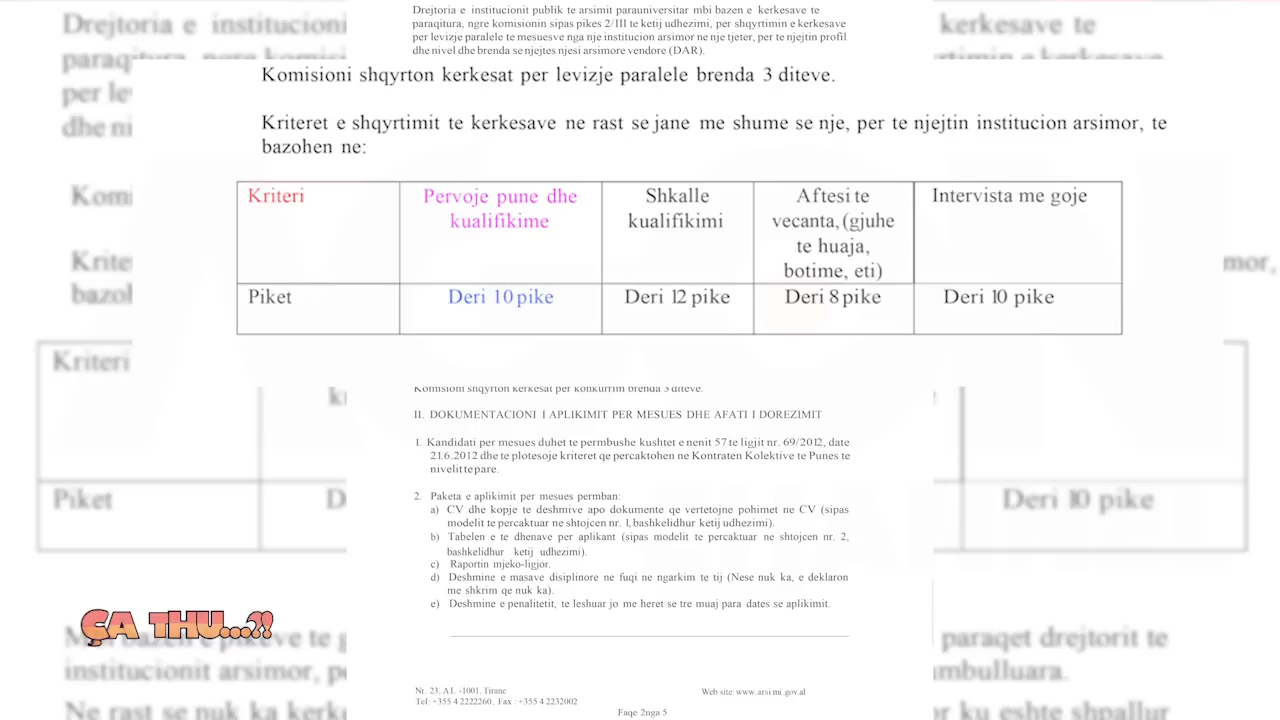 Drejtoria e institucionit publik te arsimit parauniversitar mbi bazen e kerkesave te
paraqitura, ngre komisionin sipas pikes 2/III te ketij udhezimi, per shqyrtimin e kerkesave
per levizje paralele te mesuesve nga nje institucion arsimor ne nje tjeter, per te njejtin profil
dhe nivel dhe brenda se njejtes njesi arsimore vendore (DAR).
Komisioni shqyrton kerkesat per levizje paralele brenda 3 diteve.
Kriteret e shqyrtimit te kerkesave ne rast se jane me shume se nje, per te njejtin institucion arsimor, te
bazohen ne:
Kriteri
Pervoje pune dhe
kualifikime
Shkalle
kualifikimi
Aftesi te
vecanta, (gjuhe
te huaja,
botime, eti)
Intervista me goje
Piket
Deri 10 pike
Deri 12 pike
Deri 8 pike
Deri 10 pike
Komisioni shqyrton kerkesat per konkurrim brenda 3 diteve.
II. DOKUMENTACIONI I APLIKIMIT PER MESUES DHE AFATI I DOREZIMIT
1. Kandidati per mesues duhet te permbushe kushtet e nenit 57 te ligjit nr. 69/2012, date
21.6.2012 dhe te plotesoje kriteret qe percaktohen ne Kontraten Kolektive te Punes te
nivelit te pare.
2. Paketa e aplikimit per mesues permban:
a) CV dhe kopje te deshmive apo dokumente qe vertetojne pohimet ne CV (sipas
modelit te percaktuar ne shtojcen nr. 1, bashkelidhur ketij udhezimi).
b) Tabelen e te dhenave per aplikant (sipas modelit te percaktuar ne shtojcen nr. 2,
bashkelidhur ketij udhezimi).
c) Raportin mjeko-ligjor.
d) Deshmine e masave disiplinore ne fuqi ne ngarkim te tij (Nese nuk ka, e deklaron
me shkrim qe nuk ka).
e) Deshmine e penalitetit, te leshuar jo me heret se tre muaj para dates se aplikimit.
ÇA THU...?!
Nr. 23, A.L -1001, Tirane
Tel: +355 4 2222260, Fax : +355 4 2232002
Web site: www. arsi mi .gov.al
Faqe 2nga 5